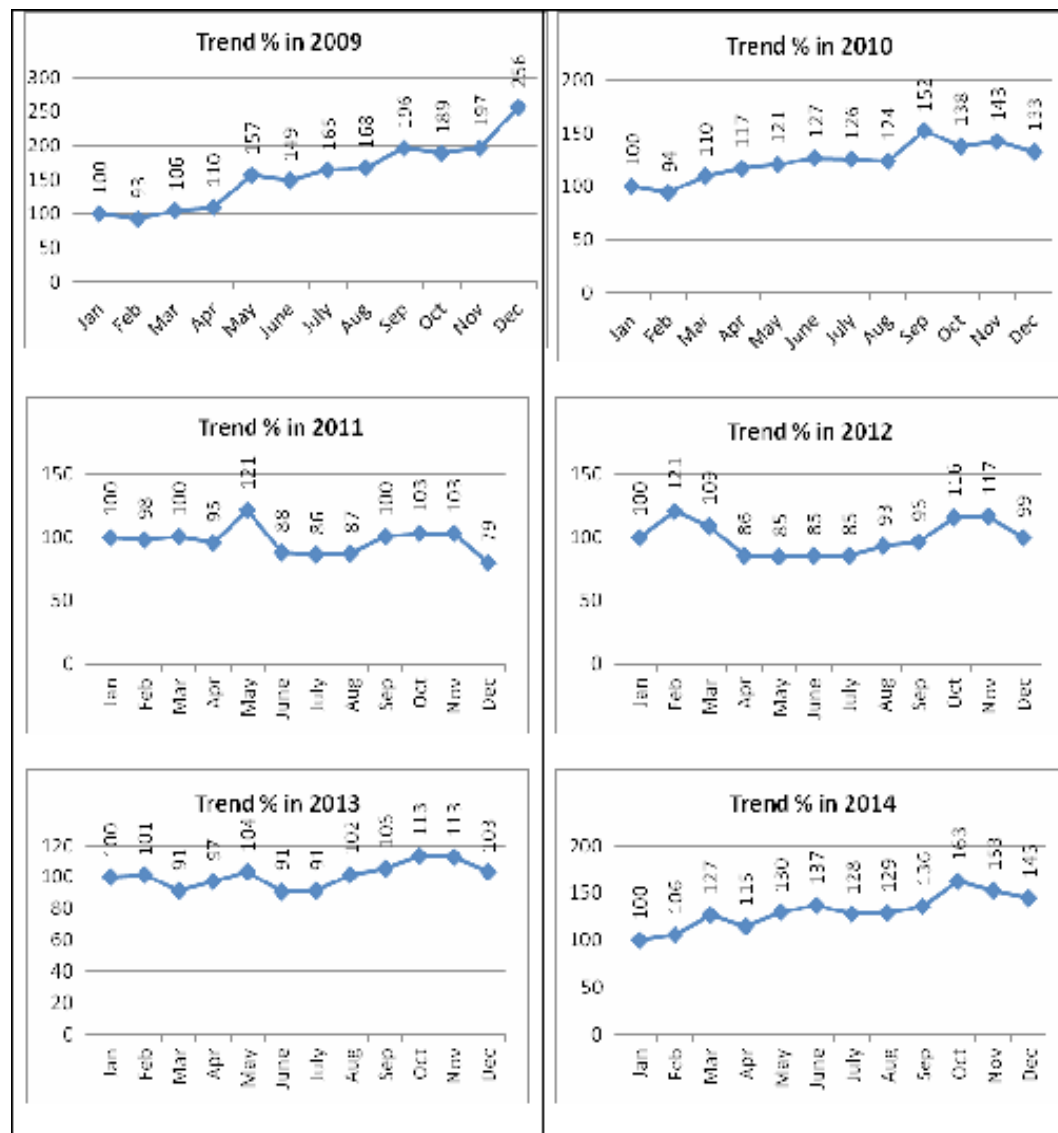 Trend % in 2009
300
250
200
150
100
50
0
100
93
106
110
157
149
165
168
196
189
197
256
Jan
Feb
Mar
Apr
May
June
July
Aug
Sep
Oct
Nov
Dec
Trend % in 2010
200
150
100
50
0
100
94
110
117
121
127
126
124
152
138
143
133
Jan
Feb
Mar
Apr
May
June
July
Aug
Sep
Oct
Nov
Dec
Trend % in 2011
150
100
50
0
100
98
100
95
121
88
86
87
100
103
103
79
Jan
Feb
Mar
Apr
May
June
July
Aug
Sep
Oct
Nov
Dec
Trend % in 2012
150
100
50
0
100
121
109
86
85
85
85
93
95
116
117
99
Jan
Feb
Mar
Apr
May
June
July
Aug
Sep
Oct
Nov
Dec
Trend % in 2013
120
100
80
60
40
20
0
100
101
91
97
104
91
91
102
105
113
113
103
Jan
Feb
Mar
Apr
May
June
July
Aug
Sep
Oct
Nov
Dec
Trend % in 2014
200
150
100
50
0
100
106
127
115
130
137
128
129
136
163
153
145
Jan
Feb
Mar
Apr
May
June
July
Aug
Sep
Oct
Nov
Dec